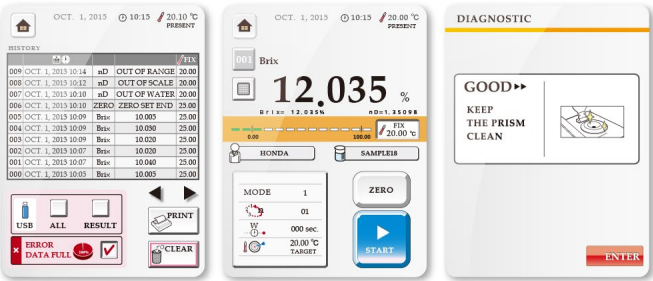 OCT. 1, 2015 10:15 20.10 °C
PRESENT
HISTORY
FIX
009 OCT. 1, 2015 10:14 nD OUT OF RANGE 20.00
008 OCT. 1, 2015 10:12 nD OUT OF SCALE 20.00
007 OCT. 1, 2015 10:10 nD OUT OF WATER 20.00
006 OCT. 1, 2015 10:10 ZERO ZERO SET END 25.00
005 OCT. 1, 2015 10:09 Brix 10.005 25.00
004 OCT. 1, 2015 10:09 Brix 10.030 25.00
003 OCT. 1, 2015 10:09 Brix 10.020 25.00
002 OCT. 1, 2015 10:07 Brix 10.020 25.00
001 OCT. 1, 2015 10:07 Brix 10.040 25.00
000 OCT. 1, 2015 10:05 Brix 10.005 25.00
USB ALL RESULT
PRINT
ERROR
DATA FULL 100%
CLEAR
OCT. 1, 2015 10:15 20.00 °C
PRESENT
001 Brix
12.035 %
Brix= 12.035% nD=1.35098
0.00 100.00
FIX
20.00 °C
HONDA SAMPLE18
MODE 1
01
W 000 sec.
20.00 °C
TARGET
ZERO
START
DIAGNOSTIC
GOOD
KEEP
THE PRISM
CLEAN
ENTER